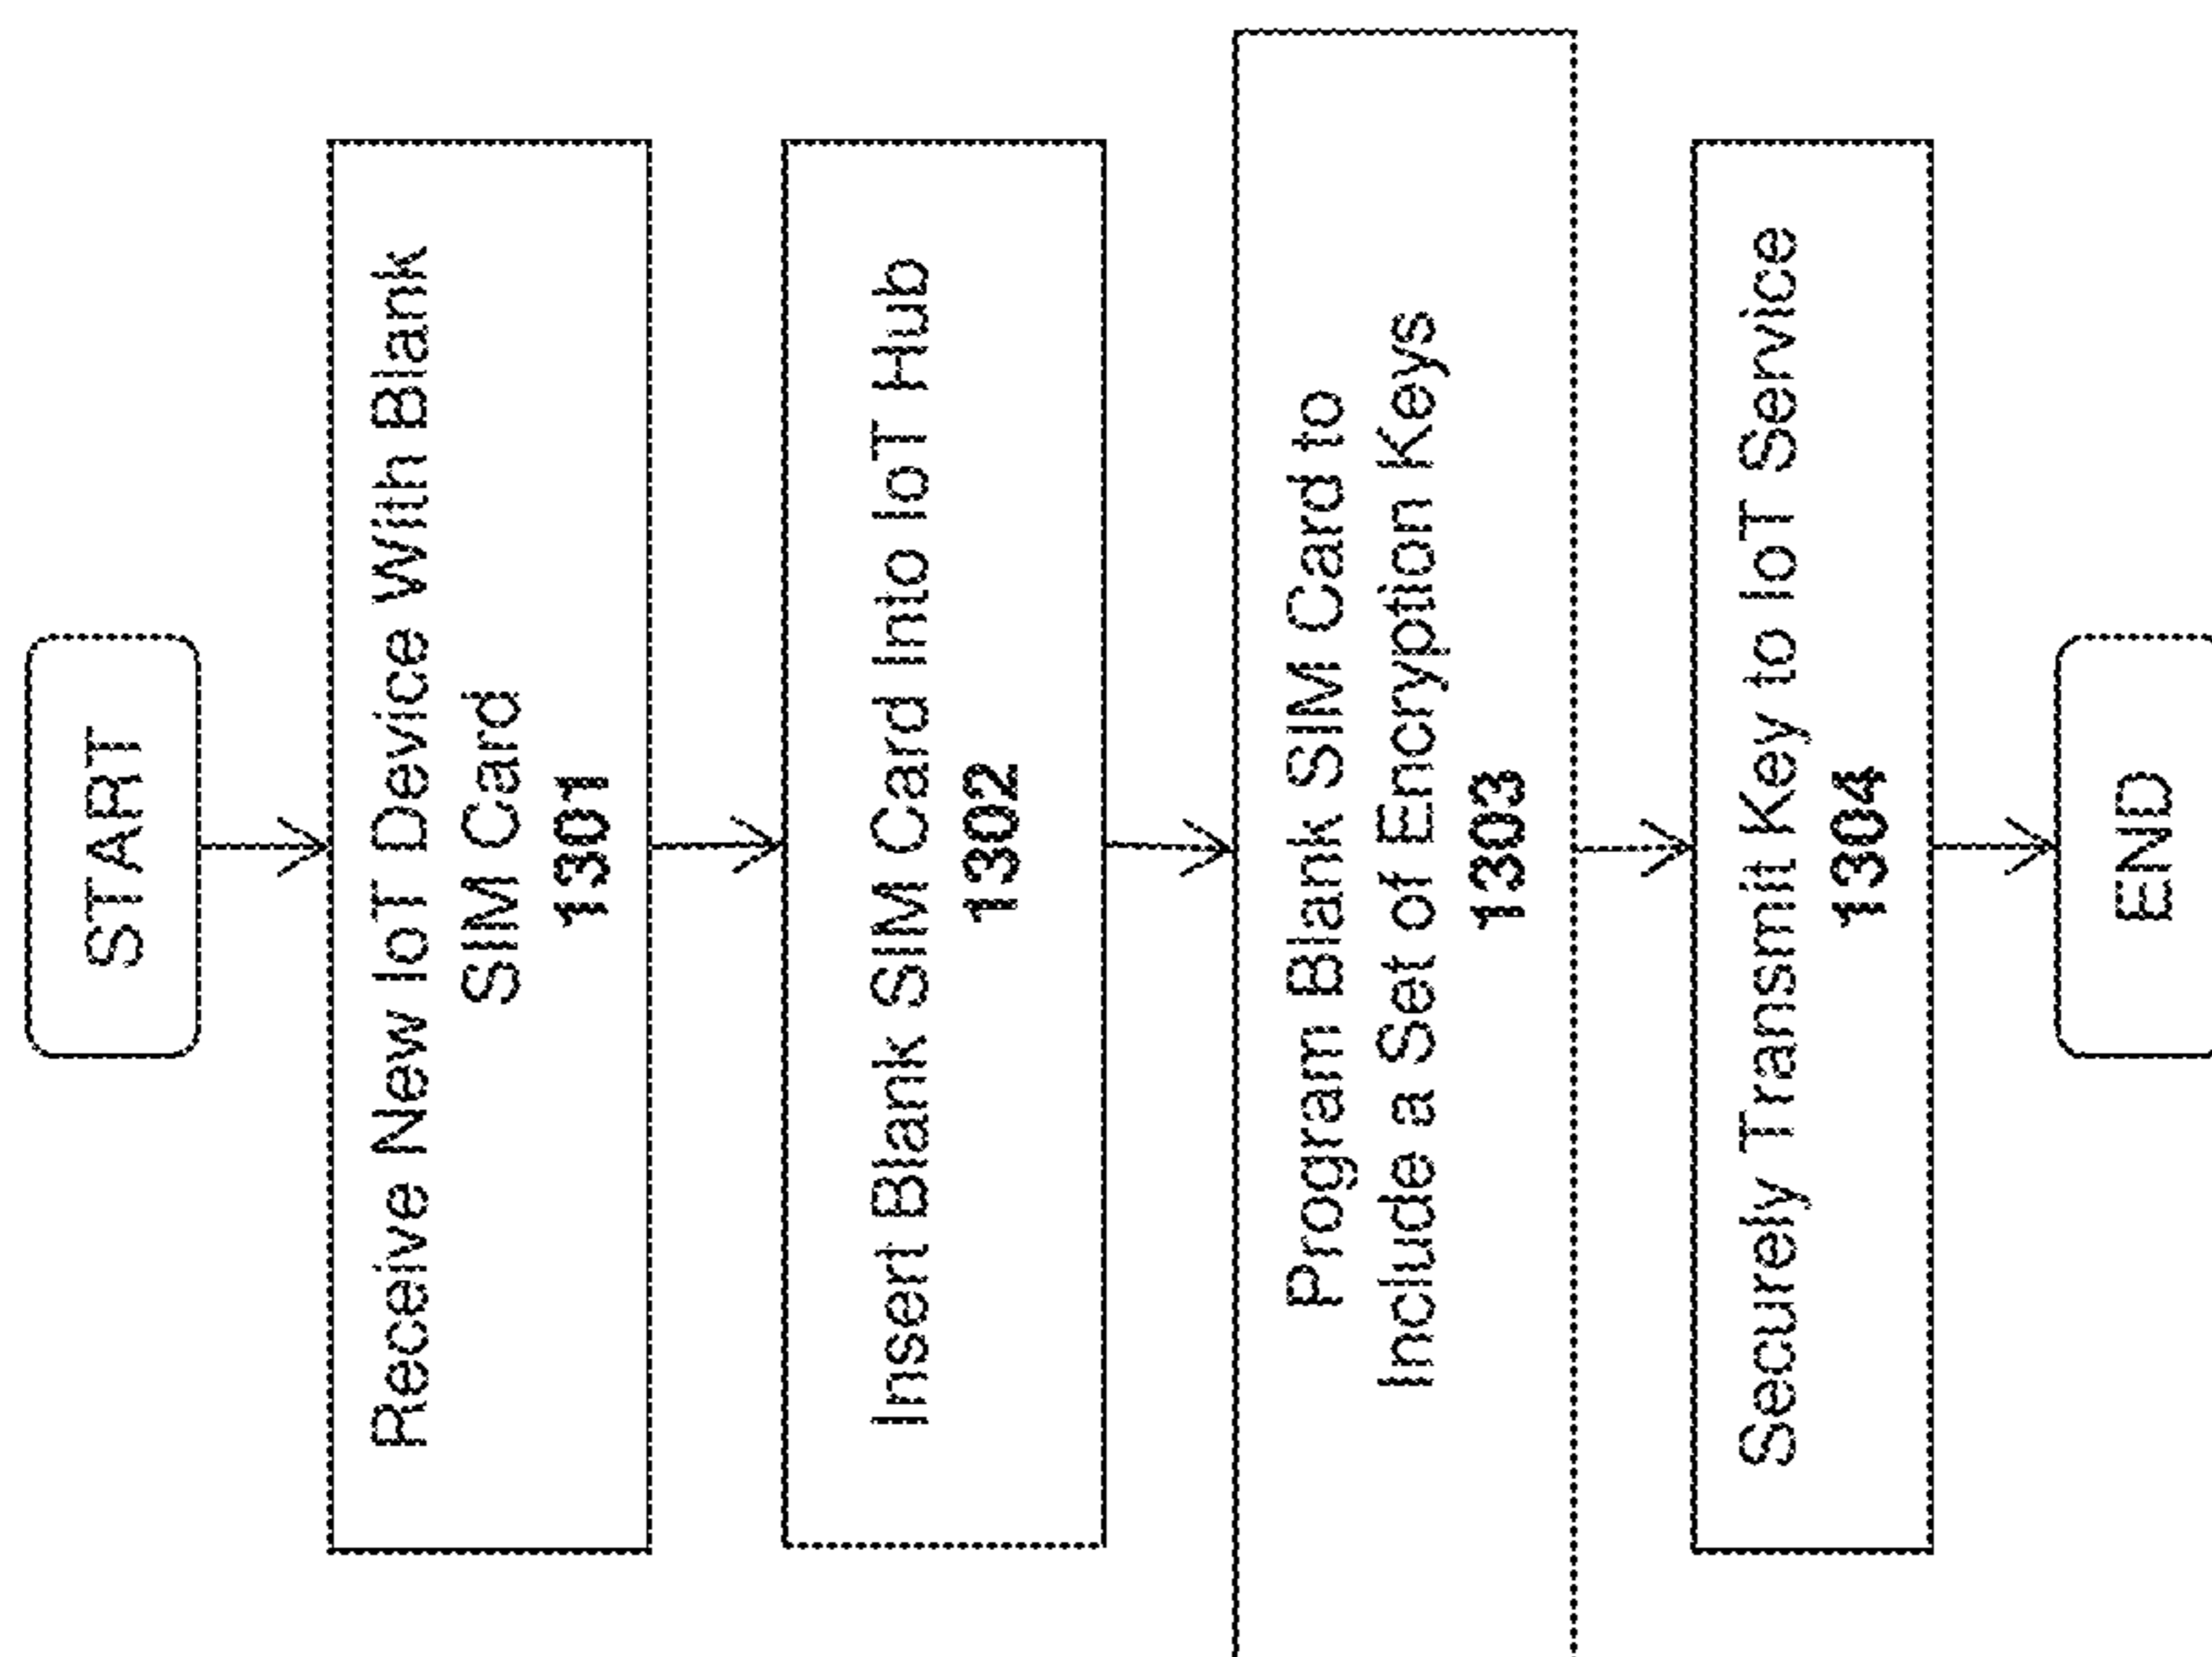 START
Receive New IoT Device With Blank
SIM Card
1301
Insert Blank SIM Card Into IoT Hub
1302
Program Blank SIM Card to
Include a Set of Encryption Keys
1303
Securely Transmit Key to IoT Service
1304
END